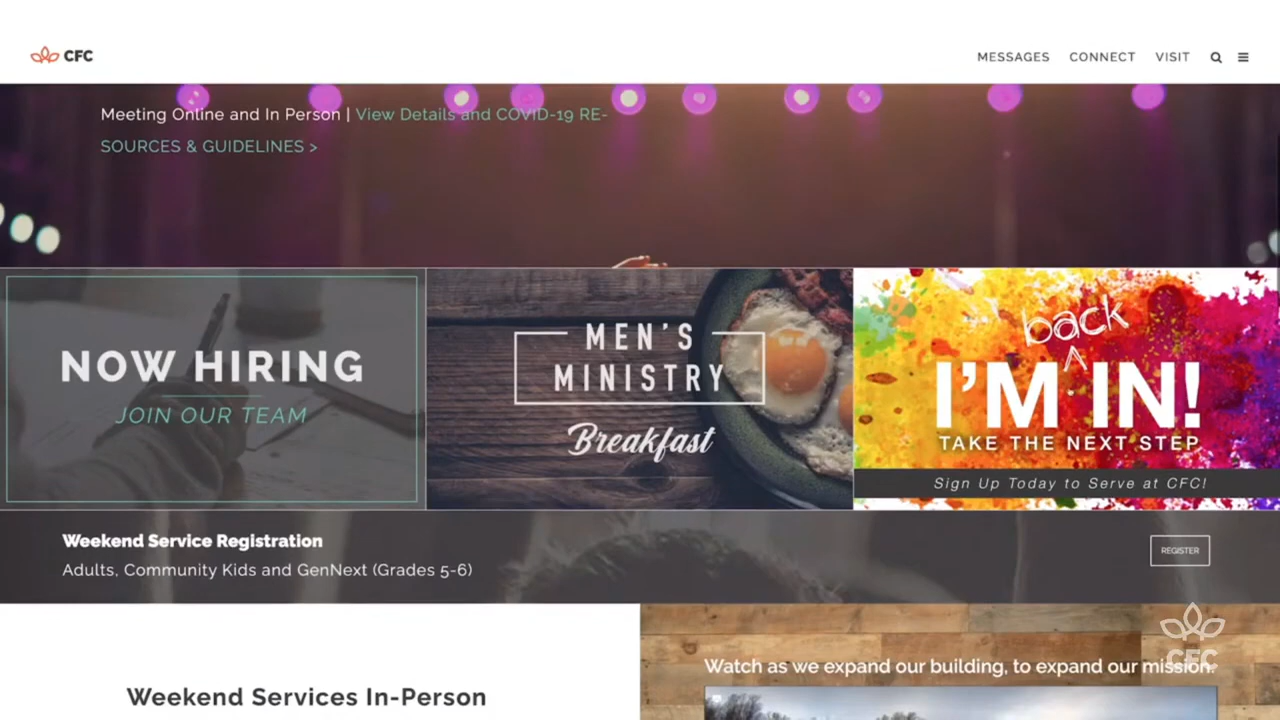 CFC
MESSAGES CONNECT VISIT
Meeting Online and In Person | View Details and COVID-19 RE-
SOURCES & GUIDELINES >
NOW HIRING
JOIN OUR TEAM
MEN'S
MINISTRY
Breakfast
back
I'M IN!
TAKE THE NEXT STEP
Sign Up Today to Serve at CFC!
Weekend Service Registration
Adults, Community Kids and GenNext (Grades 5-6)
REGISTER
Weekend Services In-Person
Watch as we expand our building, to expand our mission.
CFC